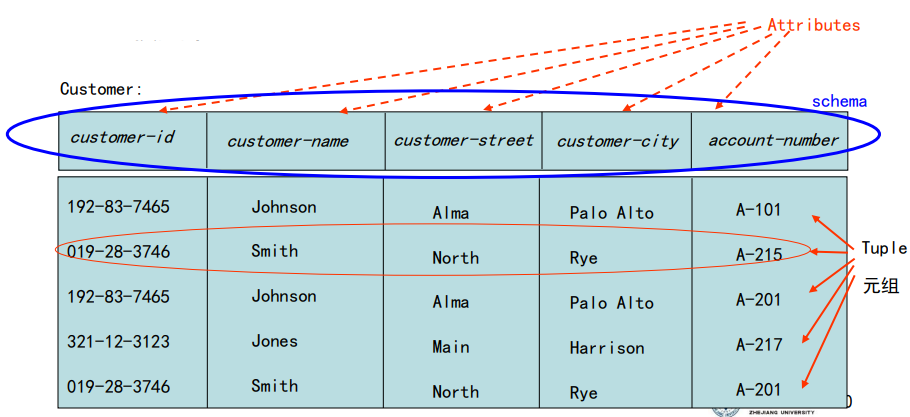 Attributes
Customer:
schema
customer-id customer-name customer-street customer-city account-number
192-83-7465 Johnson Alma Palo Alto A-101
019-28-3746 Smith North Rye A-215
Tuple
元组
192-83-7465 Johnson Alma Palo Alto A-201
321-12-3123 Jones Main Harrison A-217
019-28-3746 Smith North Rye A-201
ZHEJIANG UNIVERSITY